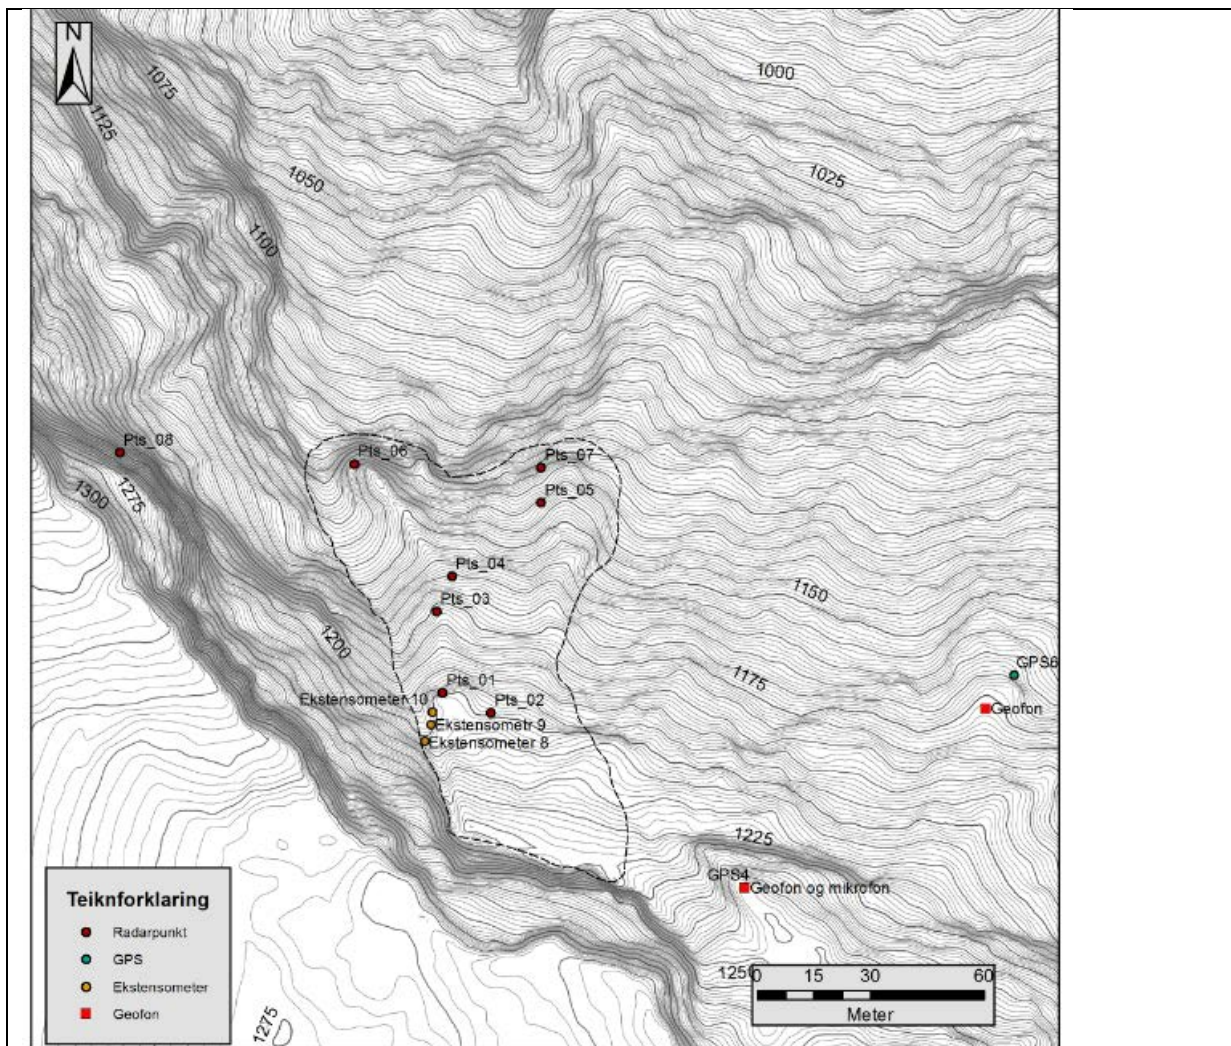 N
1000
1075
1125
1025
1050
1100
Pts_08
Pts_06
Pts_07
1275
1300
Pts_05
Pts_04
1150
Pts_03
1200
GPS6
1175
Pts_01
Ekstensometer 10
Pts_02
Geofon
Ekstensometr 9
Ekstensometer 8
1225
GPS4
Geofon og mikrofon
Teiknforklaring
Radarpunkt
GPS
Ekstensometer
Geofon
1250
0 15 30 60
Meter
1275